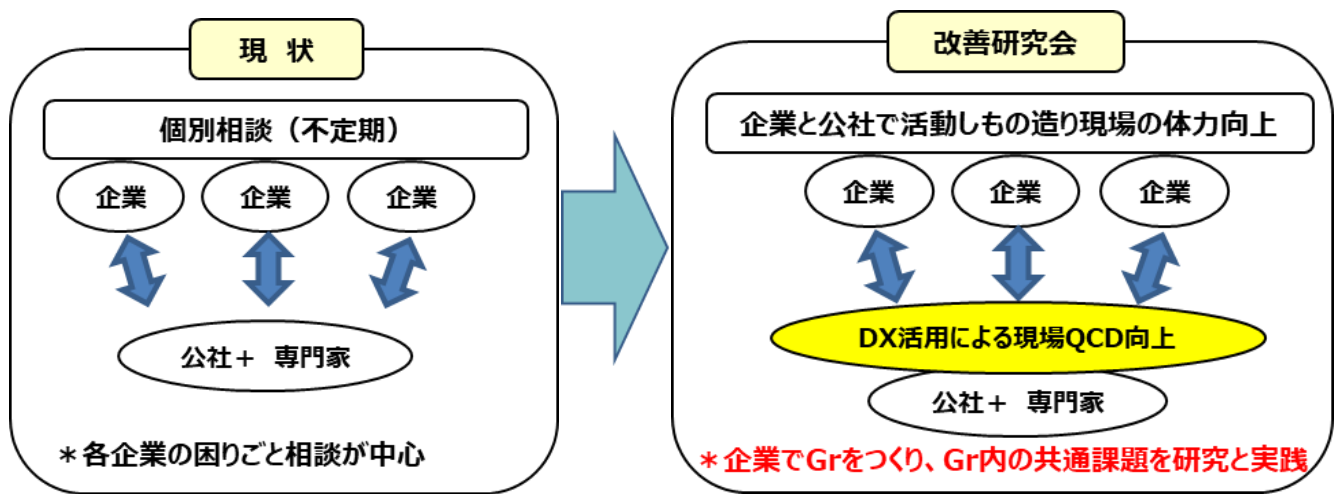 現 状
個別相談（不定期）
企業 企業 企業
公社＋ 専門家
＊各企業の困りごと相談が中心
改善研究会
企業と公社で活動しもの造り現場の体力向上
企業 企業 企業
DX活用による現場QCD向上
公社＋ 専門家
＊企業でGrをつくり、Gr内の共通課題を研究と実践